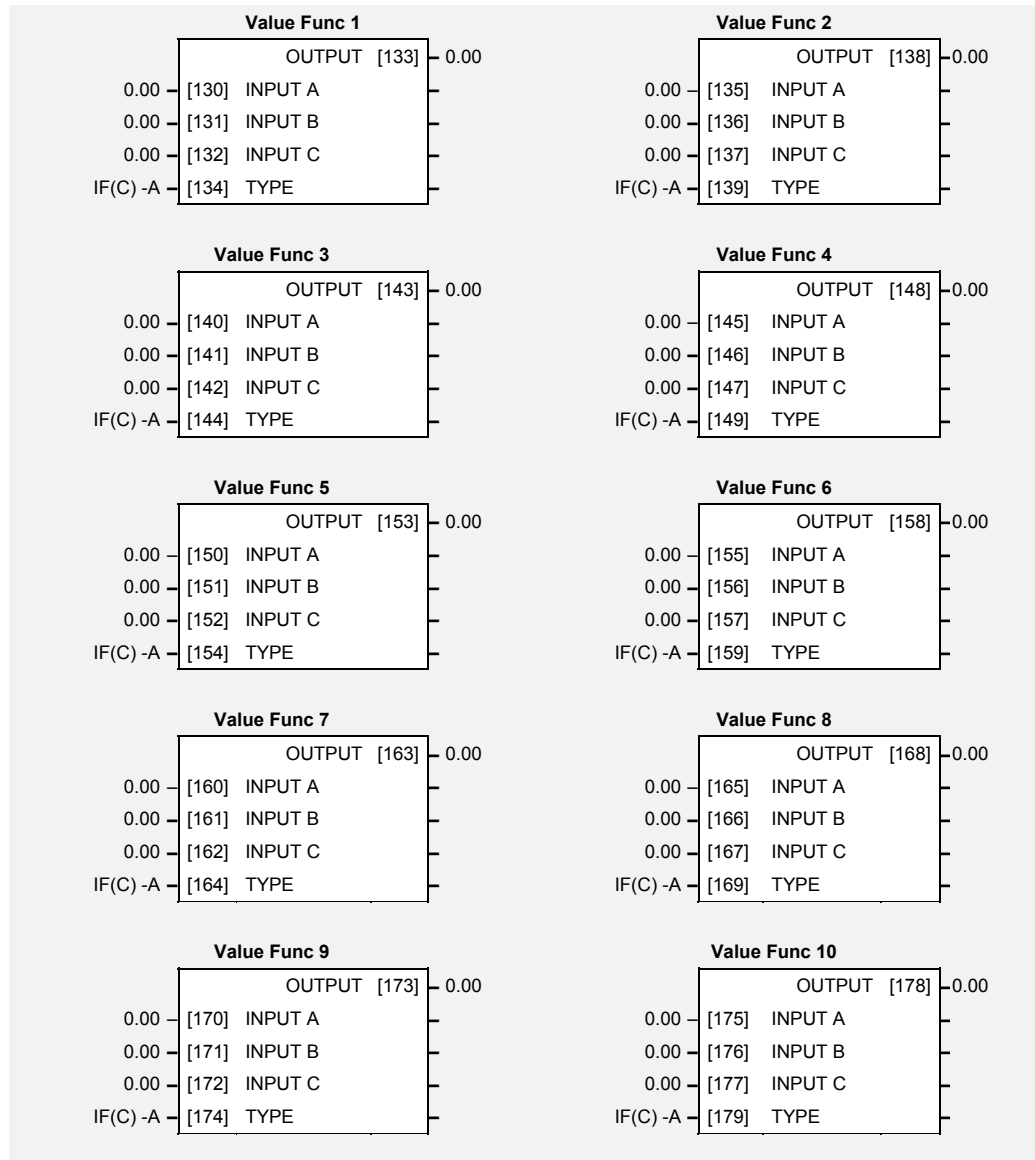 Value Func 1
OUTPUT [133] 0.00
0.00 [130] INPUT A
0.00 [131] INPUT B
0.00 [132] INPUT C
IF(C) -A [134] TYPE
Value Func 2
OUTPUT [138] 0.00
0.00 [135] INPUT A
0.00 [136] INPUT B
0.00 [137] INPUT C
IF(C) -A [139] TYPE
Value Func 3
OUTPUT [143] 0.00
0.00 [140] INPUT A
0.00 [141] INPUT B
0.00 [142] INPUT C
IF(C) -A [144] TYPE
Value Func 4
OUTPUT [148] 0.00
0.00 [145] INPUT A
0.00 [146] INPUT B
0.00 [147] INPUT C
IF(C) -A [149] TYPE
Value Func 5
OUTPUT [153] 0.00
0.00 [150] INPUT A
0.00 [151] INPUT B
0.00 [152] INPUT C
IF(C) -A [154] TYPE
Value Func 6
OUTPUT [158] 0.00
0.00 [155] INPUT A
0.00 [156] INPUT B
0.00 [157] INPUT C
IF(C) -A [159] TYPE
Value Func 7
OUTPUT [163] 0.00
0.00 [160] INPUT A
0.00 [161] INPUT B
0.00 [162] INPUT C
IF(C) -A [164] TYPE
Value Func 8
OUTPUT [168] 0.00
0.00 [165] INPUT A
0.00 [166] INPUT B
0.00 [167] INPUT C
IF(C) -A [169] TYPE
Value Func 9
OUTPUT [173] 0.00
0.00 [170] INPUT A
0.00 [171] INPUT B
0.00 [172] INPUT C
IF(C) -A [174] TYPE
Value Func 10
OUTPUT [178] 0.00
0.00 [175] INPUT A
0.00 [176] INPUT B
0.00 [177] INPUT C
IF(C) -A [179] TYPE